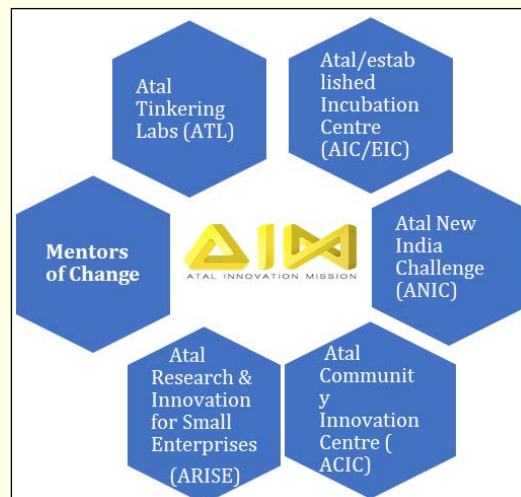 Atal
Tinkering
Labs (ATL)
Atal/estab
lished
Incubation
Centre
(AIC/EIC)
Mentors
of Change
AIM
ATAL INNOVATION MISSION
Atal New
India
Challenge
(ANIC)
Atal
Research &
Innovation
for Small
Enterprises
(ARISE)
Atal
Communit
y
Innovation
Centre (
ACIC)